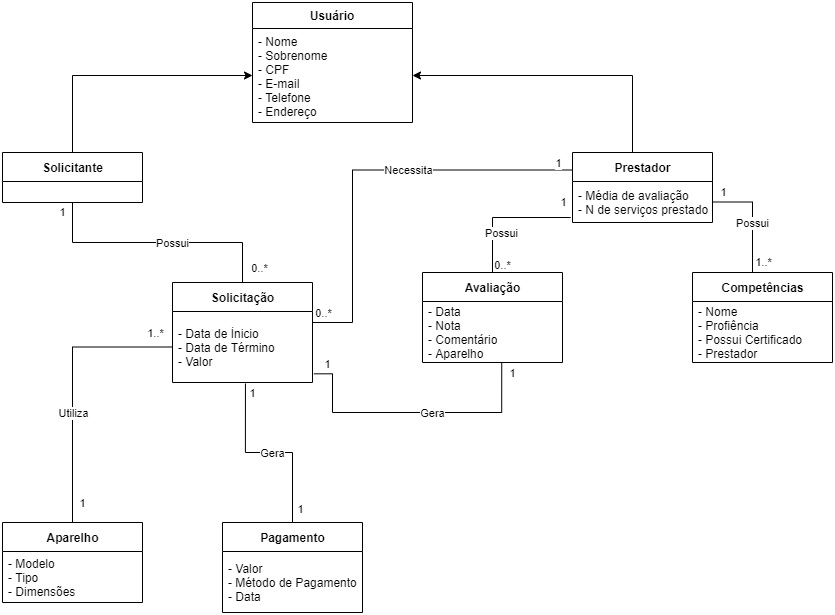 Usuário
- Nome
- Sobrenome
- CPF
- E-mail
- Telefone
- Endereço
Solicitante
Prestador
- Média de avaliação
- N de serviços prestado
Necessita
1
1
1
1
Possui
Possui
Possui
0..*
0..*
1..*
Solicitação
- Data de Ínicio
- Data de Término
- Valor
0..*
1..*
1
Avaliação
- Data
- Nota
- Comentário
- Aparelho
Competências
- Nome
- Profiência
- Possui Certificado
- Prestador
1
1
Utiliza
Gera
Gera
1
1
Aparelho
- Modelo
- Tipo
- Dimensões
Pagamento
- Valor
- Método de Pagamento
- Data